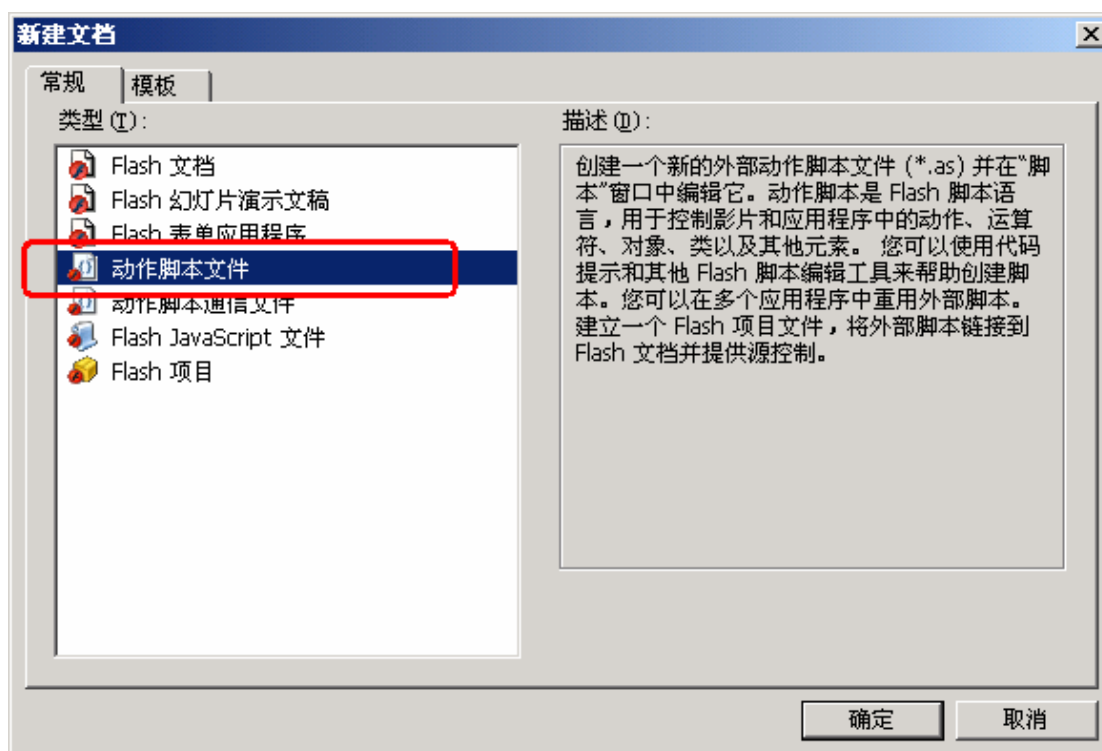 新建文档
常规
模板
类型(T):
Flash 文档
Flash 幻灯片演示文稿
Flash 表单应用程序
动作脚本文件
动作脚本通信文件
Flash JavaScript 文件
Flash 项目
描述(D):
创建一个新的外部动作脚本文件 (*.as) 并在“脚
本”窗口中编辑它。动作脚本是 Flash 脚本语
言，用于控制影片和应用程序中的动作、运算
符、对象、类以及其他元素。 您可以使用代码
提示和其他 Flash 脚本编辑工具来帮助创建脚
本。您可以在多个应用程序中重用外部脚本。
建立一个 Flash 项目文件，将外部脚本链接到
Flash 文档并提供源控制。
确定
取消